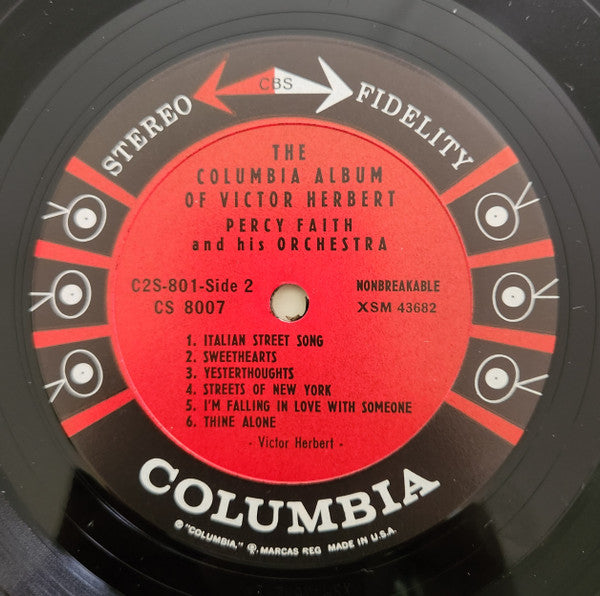 STEREO CBS FIDELITY
THE
COLUMBIA ALBUM
OF VICTOR HERBERT
PERCY FAITH
and his ORCHESTRA
C2S-801-Side 2 NONBREAKABLE
CS 8007 XSM 43682
1. ITALIAN STREET SONG
2. SWEETHEARTS
3. YESTERTHOUGHTS
4. STREETS OF NEW YORK
5. I'M FALLING IN LOVE WITH SOMEONE
6. THINE ALONE
- Victor Herbert -
COLUMBIA
® "COLUMBIA," ®. MARCAS REG MADE IN U.S.A.